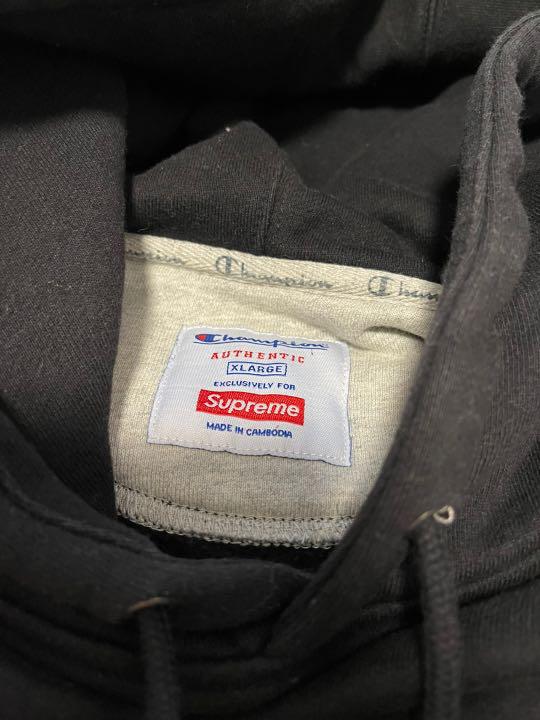 Champion Champion
Champion
AUTHENTIC
XLARGE
EXCLUSIVELY FOR
Supreme
MADE IN CAMBODIA